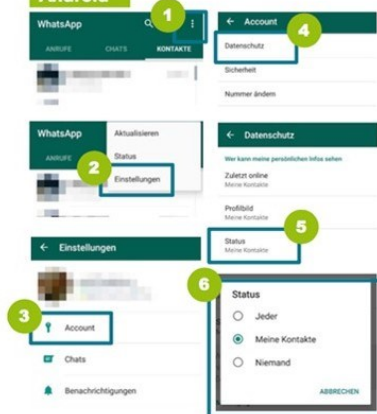 Android
WhatsApp
1
ANRUFE CHATS KONTAKTE
WhatsApp
ANRUFE
Aktualisieren
Status
2
Einstellungen
← Einstellungen
3
Account
Chats
Benachrichtigungen
← Account
4
Datenschutz
Sicherheit
Nummer ändern
← Datenschutz
Wer kann meine persönlichen Infos sehen
Zuletzt online
Meine Kontakte
Profilbild
Meine Kontakte
5
Status
Meine Kontakte
6
Status
Jeder
Meine Kontakte
Niemand
ABBRECHEN